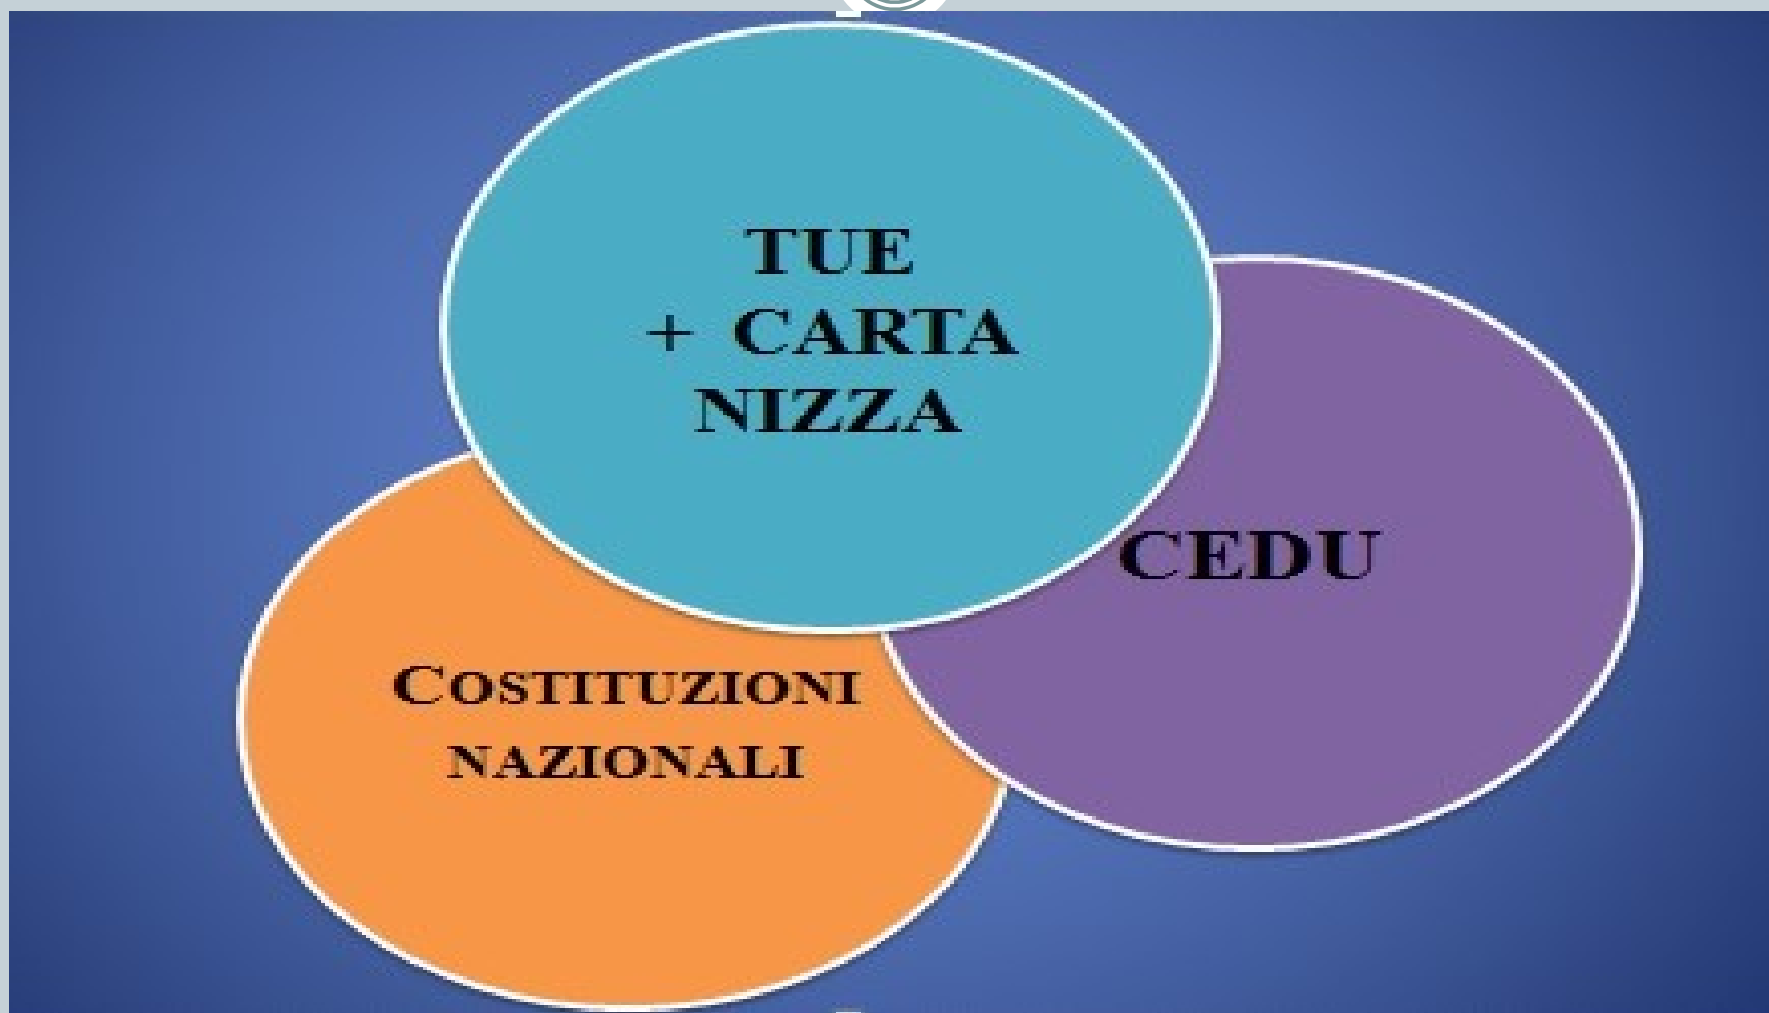 TUE
+ CARTA
NIZZA
CEDU
COSTITUZIONI
NAZIONALI